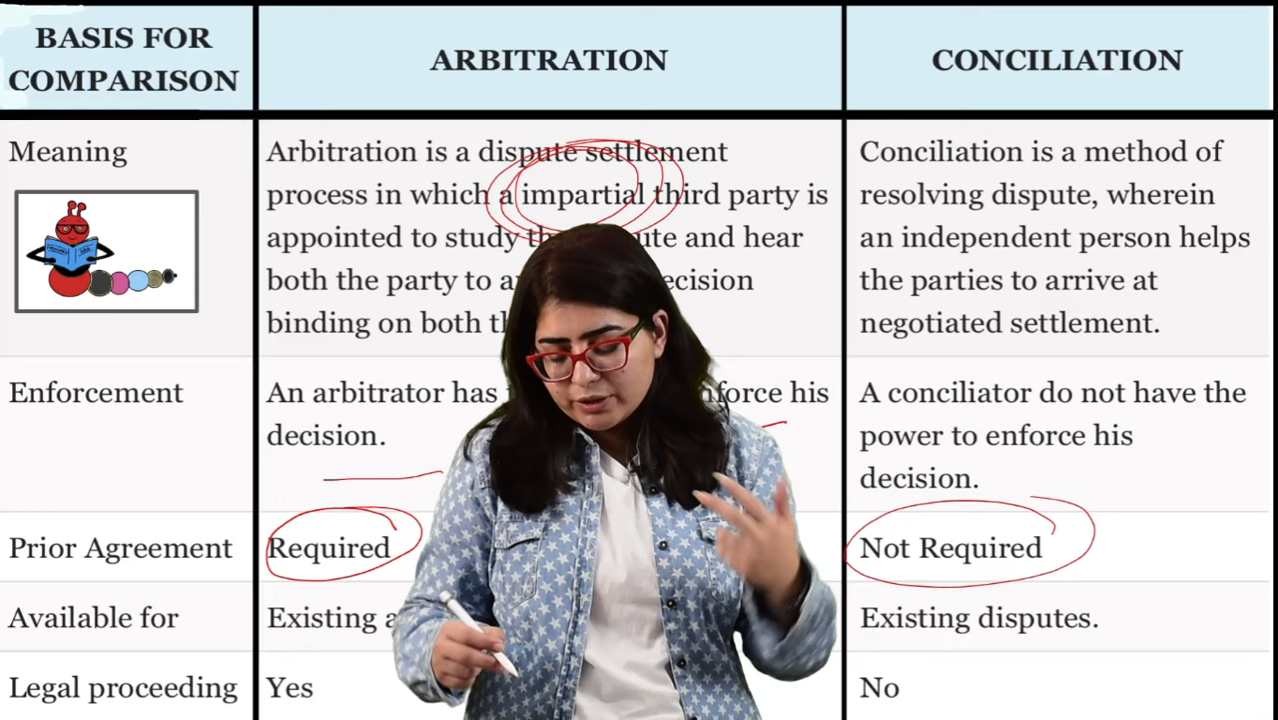 BASIS FOR
COMPARISON
ARBITRATION
CONCILIATION
Meaning
Arbitration is a dispute settlement
process in which a impartial third party is
appointed to study and hear
both the party to
binding on both
Conciliation is a method of
resolving dispute, wherein
an independent person helps
the parties to arrive at
negotiated settlement.
Enforcement
An arbitrator has his
decision.
A conciliator do not have the
power to enforce his
decision.
Prior Agreement
Required
Not Required
Available for
Existing
Existing disputes.
Legal proceeding
Yes
No